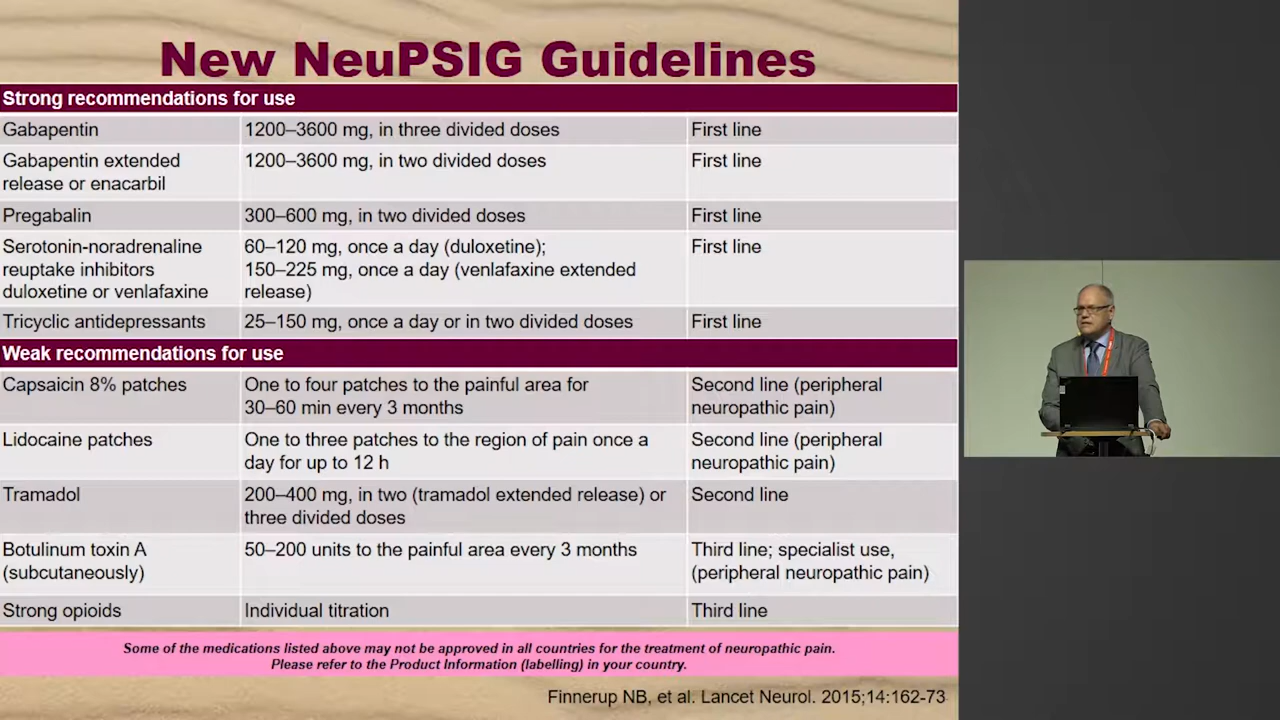 New NeuPSIG Guidelines
Strong recommendations for use
Gabapentin 1200–3600 mg, in three divided doses First line
Gabapentin extended 1200–3600 mg, in two divided doses First line
release or enacarbil
Pregabalin 300–600 mg, in two divided doses First line
Serotonin-noradrenaline 60–120 mg, once a day (duloxetine); First line
reuptake inhibitors 150–225 mg, once a day (venlafaxine extended
duloxetine or venlafaxine release)
Tricyclic antidepressants 25–150 mg, once a day or in two divided doses First line
Weak recommendations for use
Capsaicin 8% patches One to four patches to the painful area for Second line (peripheral
30–60 min every 3 months neuropathic pain)
Lidocaine patches One to three patches to the region of pain once a Second line (peripheral
day for up to 12 h neuropathic pain)
Tramadol 200–400 mg, in two (tramadol extended release) or Second line
three divided doses
Botulinum toxin A 50–200 units to the painful area every 3 months Third line; specialist use,
(subcutaneously) (peripheral neuropathic pain)
Strong opioids Individual titration Third line
Some of the medications listed above may not be approved in all countries for the treatment of neuropathic pain.
Please refer to the Product Information (labelling) in your country.
Finnerup NB, et al. Lancet Neurol. 2015;14:162-73